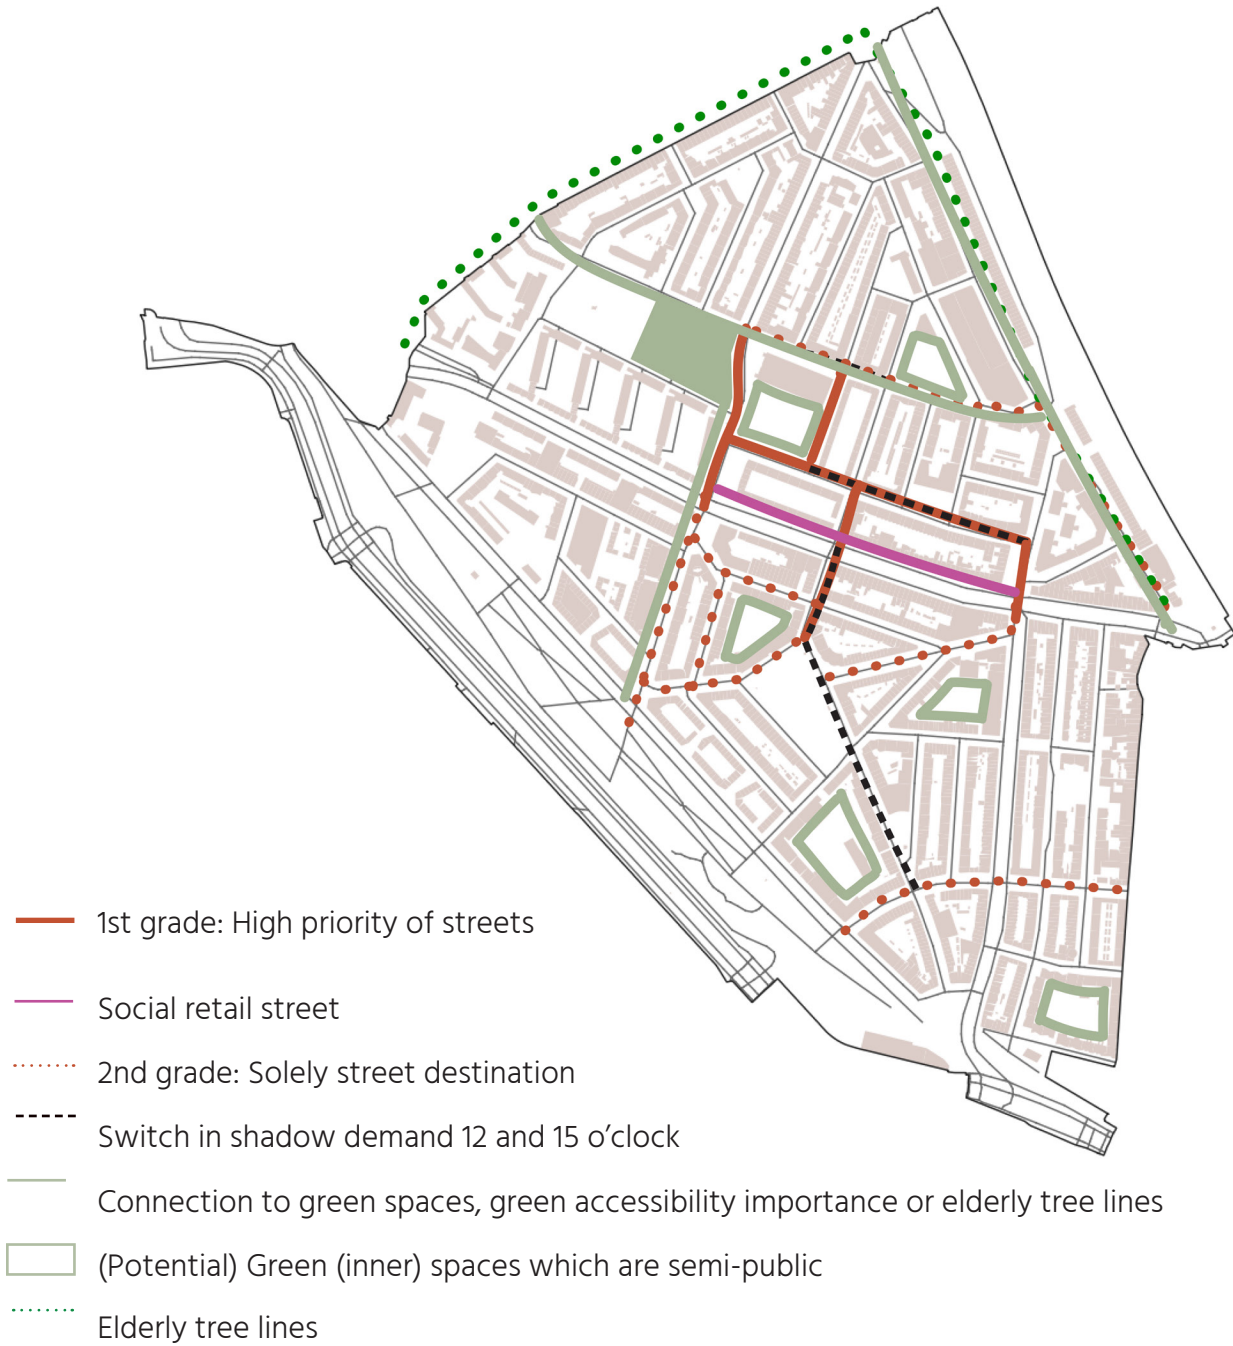 1st grade: High priority of streets
Social retail street
2nd grade: Solely street destination
Switch in shadow demand 12 and 15 o’clock
Connection to green spaces, green accessibility importance or elderly tree lines
(Potential) Green (inner) spaces which are semi-public
Elderly tree lines